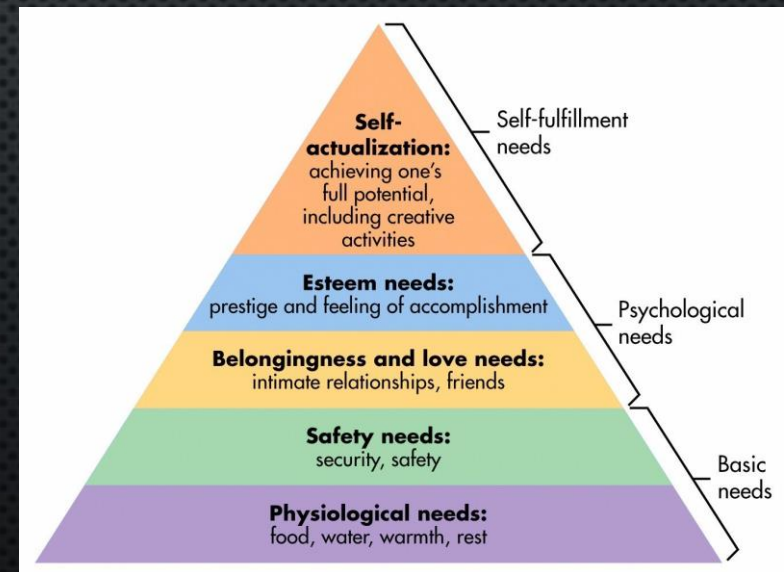 Self-
actualization:
achieving one's
full potential,
including creative
activities
Self-fulfillment
needs
Esteem needs:
prestige and feeling of accomplishment
Psychological
needs
Belongingness and love needs:
intimate relationships, friends
Safety needs:
security, safety
Basic
needs
Physiological needs:
food, water, warmth, rest